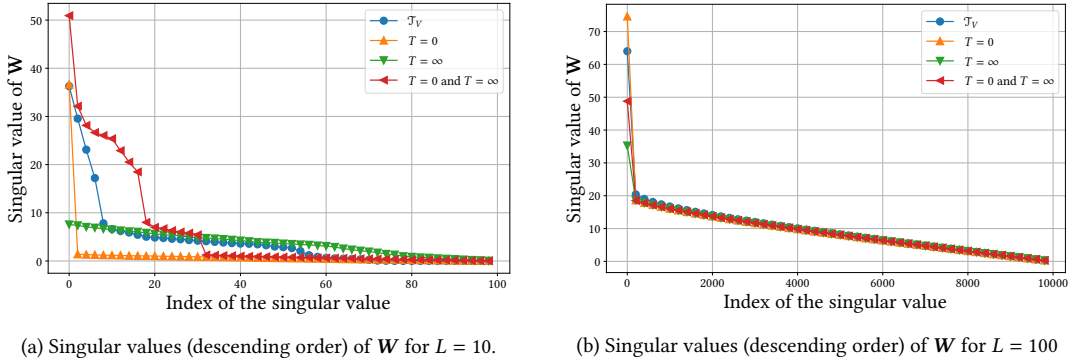 50
40
30
20
10
0
0
20
40
60
80
100
Singular value of W
Index of the singular value
𝒯_V
T = 0
T = ∞
T = 0 and T = ∞
(a) Singular values (descending order) of W for L = 10.
70
60
50
40
30
20
10
0
0
2000
4000
6000
8000
10000
Singular value of W
Index of the singular value
𝒯_V
T = 0
T = ∞
T = 0 and T = ∞
(b) Singular values (descending order) of W for L = 100